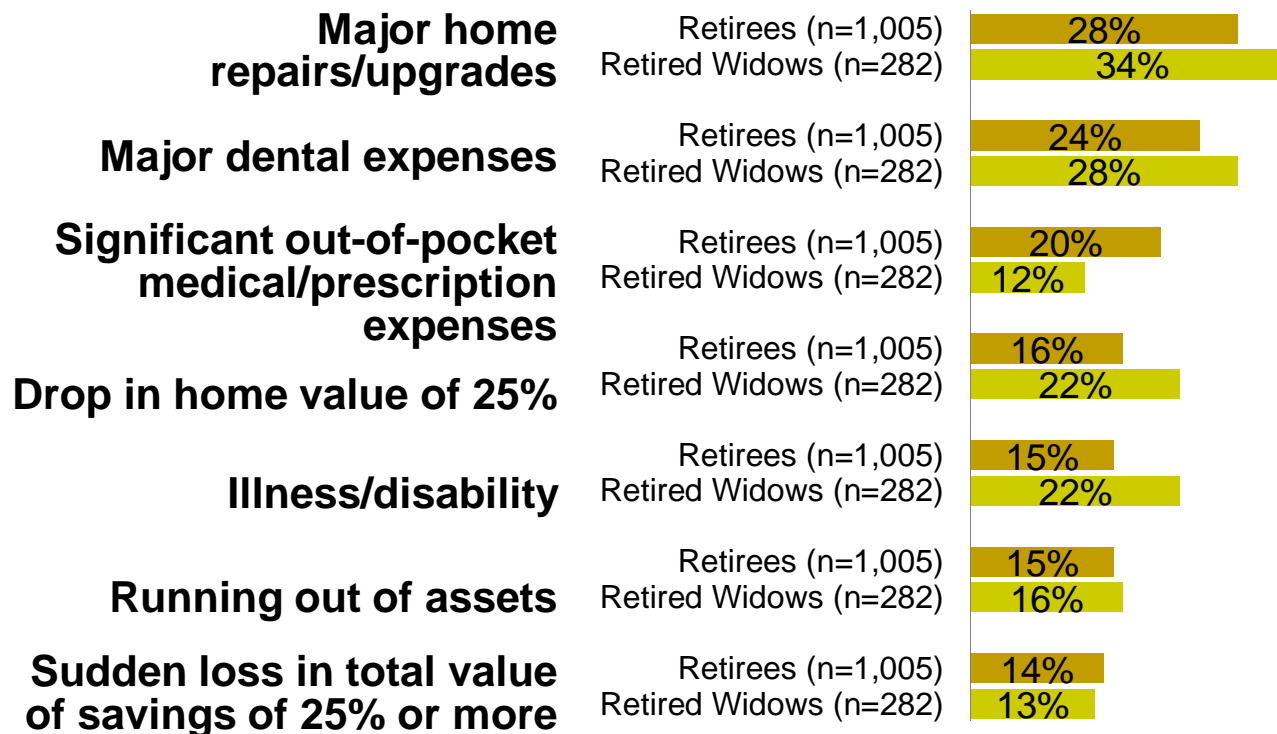 Major home
repairs/upgrades
Retirees (n=1,005)
28%
Retired Widows (n=282)
34%
Major dental expenses
Retirees (n=1,005)
24%
Retired Widows (n=282)
28%
Significant out-of-pocket
medical/prescription
expenses
Retirees (n=1,005)
20%
Retired Widows (n=282)
12%
Drop in home value of 25%
Retirees (n=1,005)
16%
Retired Widows (n=282)
22%
Illness/disability
Retirees (n=1,005)
15%
Retired Widows (n=282)
22%
Running out of assets
Retirees (n=1,005)
15%
Retired Widows (n=282)
16%
Sudden loss in total value
of savings of 25% or more
Retirees (n=1,005)
14%
Retired Widows (n=282)
13%